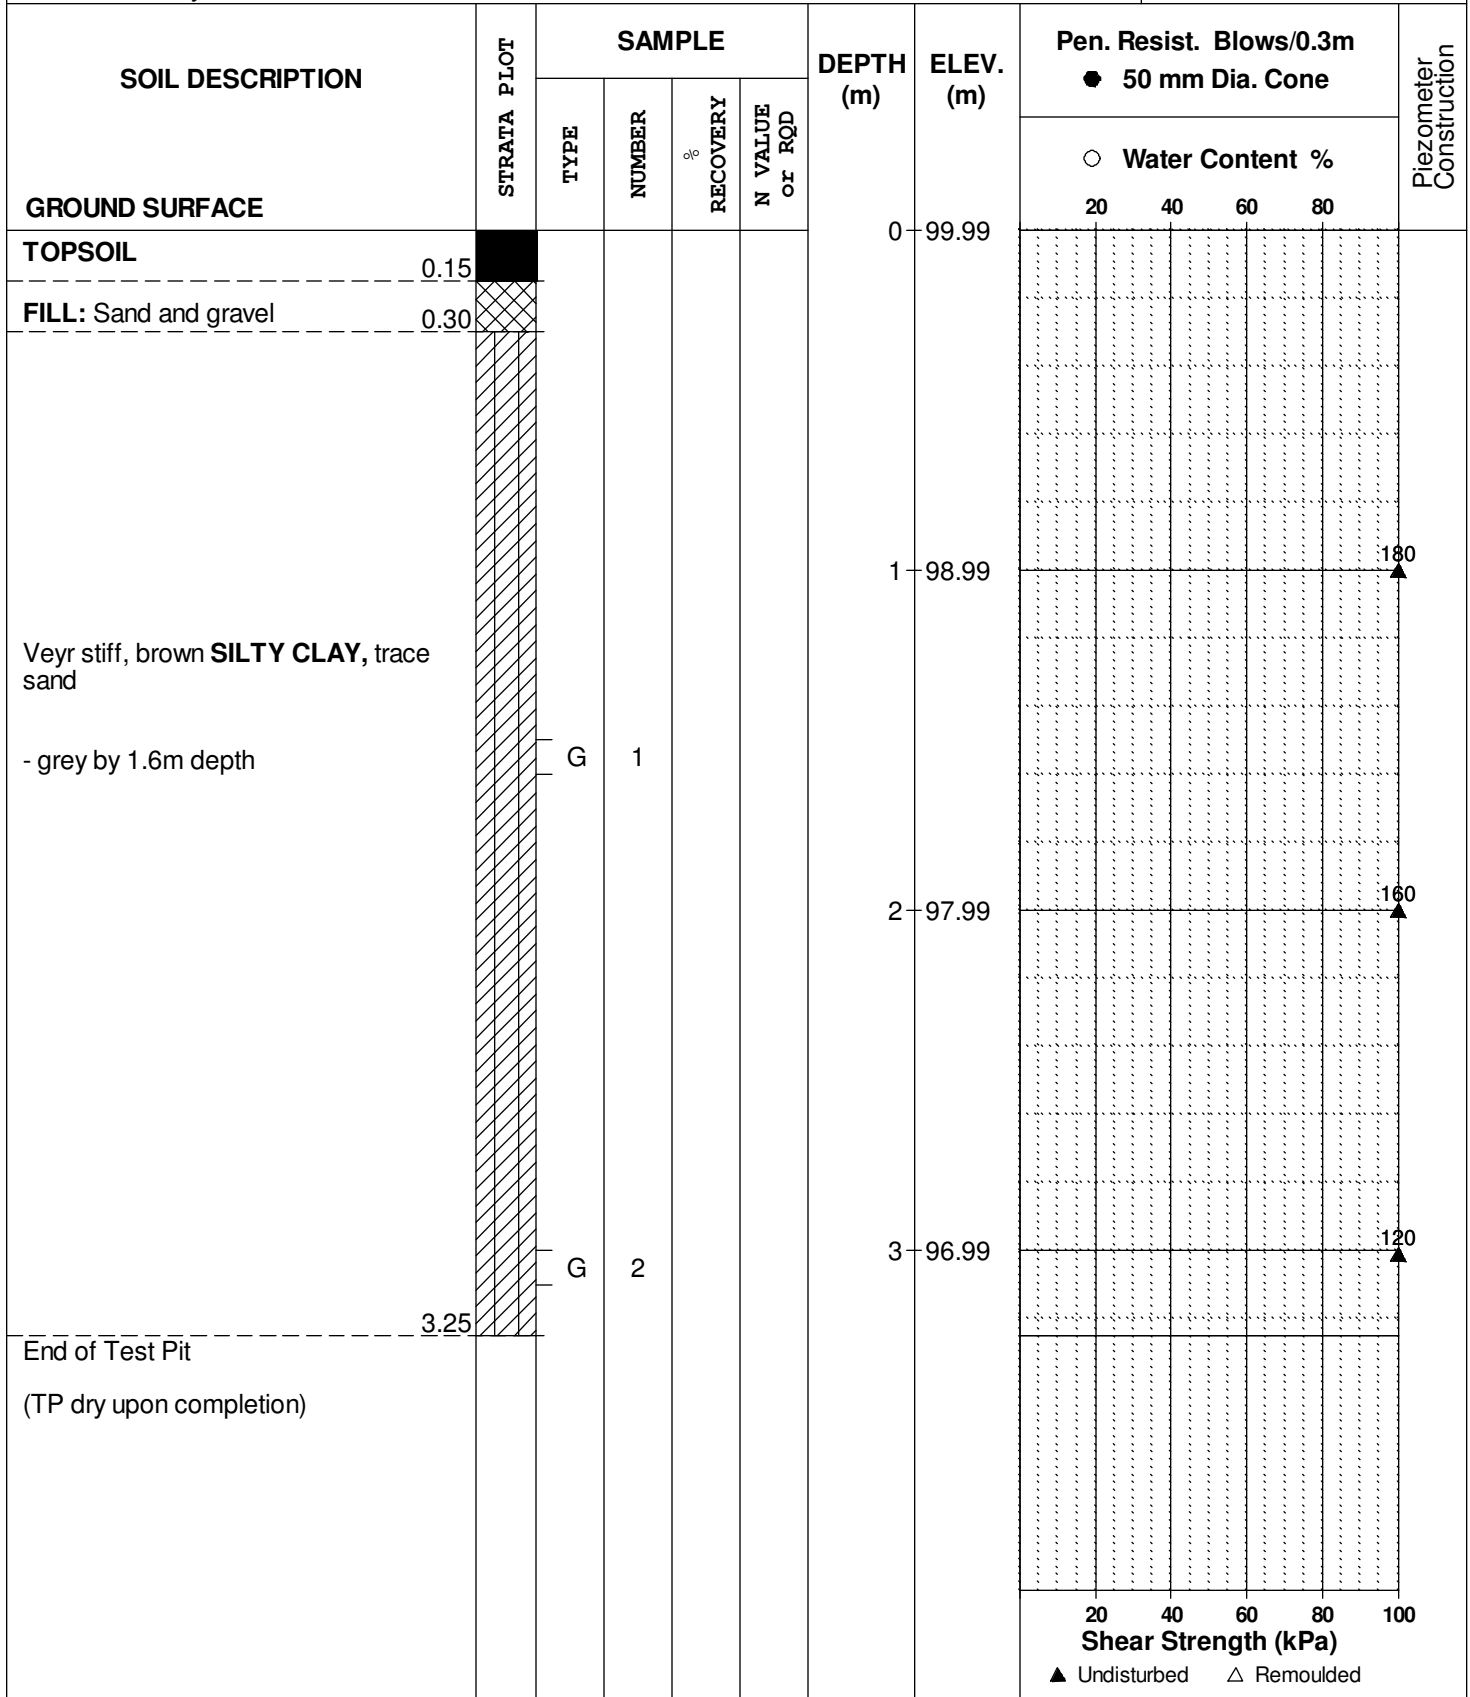 SOIL DESCRIPTION
GROUND SURFACE
STRATA PLOT
SAMPLE
TYPE
NUMBER
%
RECOVERY
N VALUE
or RQD
DEPTH
(m)
ELEV.
(m)
Pen. Resist. Blows/0.3m
● 50 mm Dia. Cone
○ Water Content %
20 40 60 80
Piezometer
Construction
TOPSOIL
0.15
FILL: Sand and gravel 0.30
Veyr stiff, brown SILTY CLAY, trace
sand
- grey by 1.6m depth
G 1
G 2
3.25
End of Test Pit
(TP dry upon completion)
0 99.99
1 98.99
2 97.99
3 96.99
180
160
120
20 40 60 80 100
Shear Strength (kPa)
▲ Undisturbed △ Remoulded